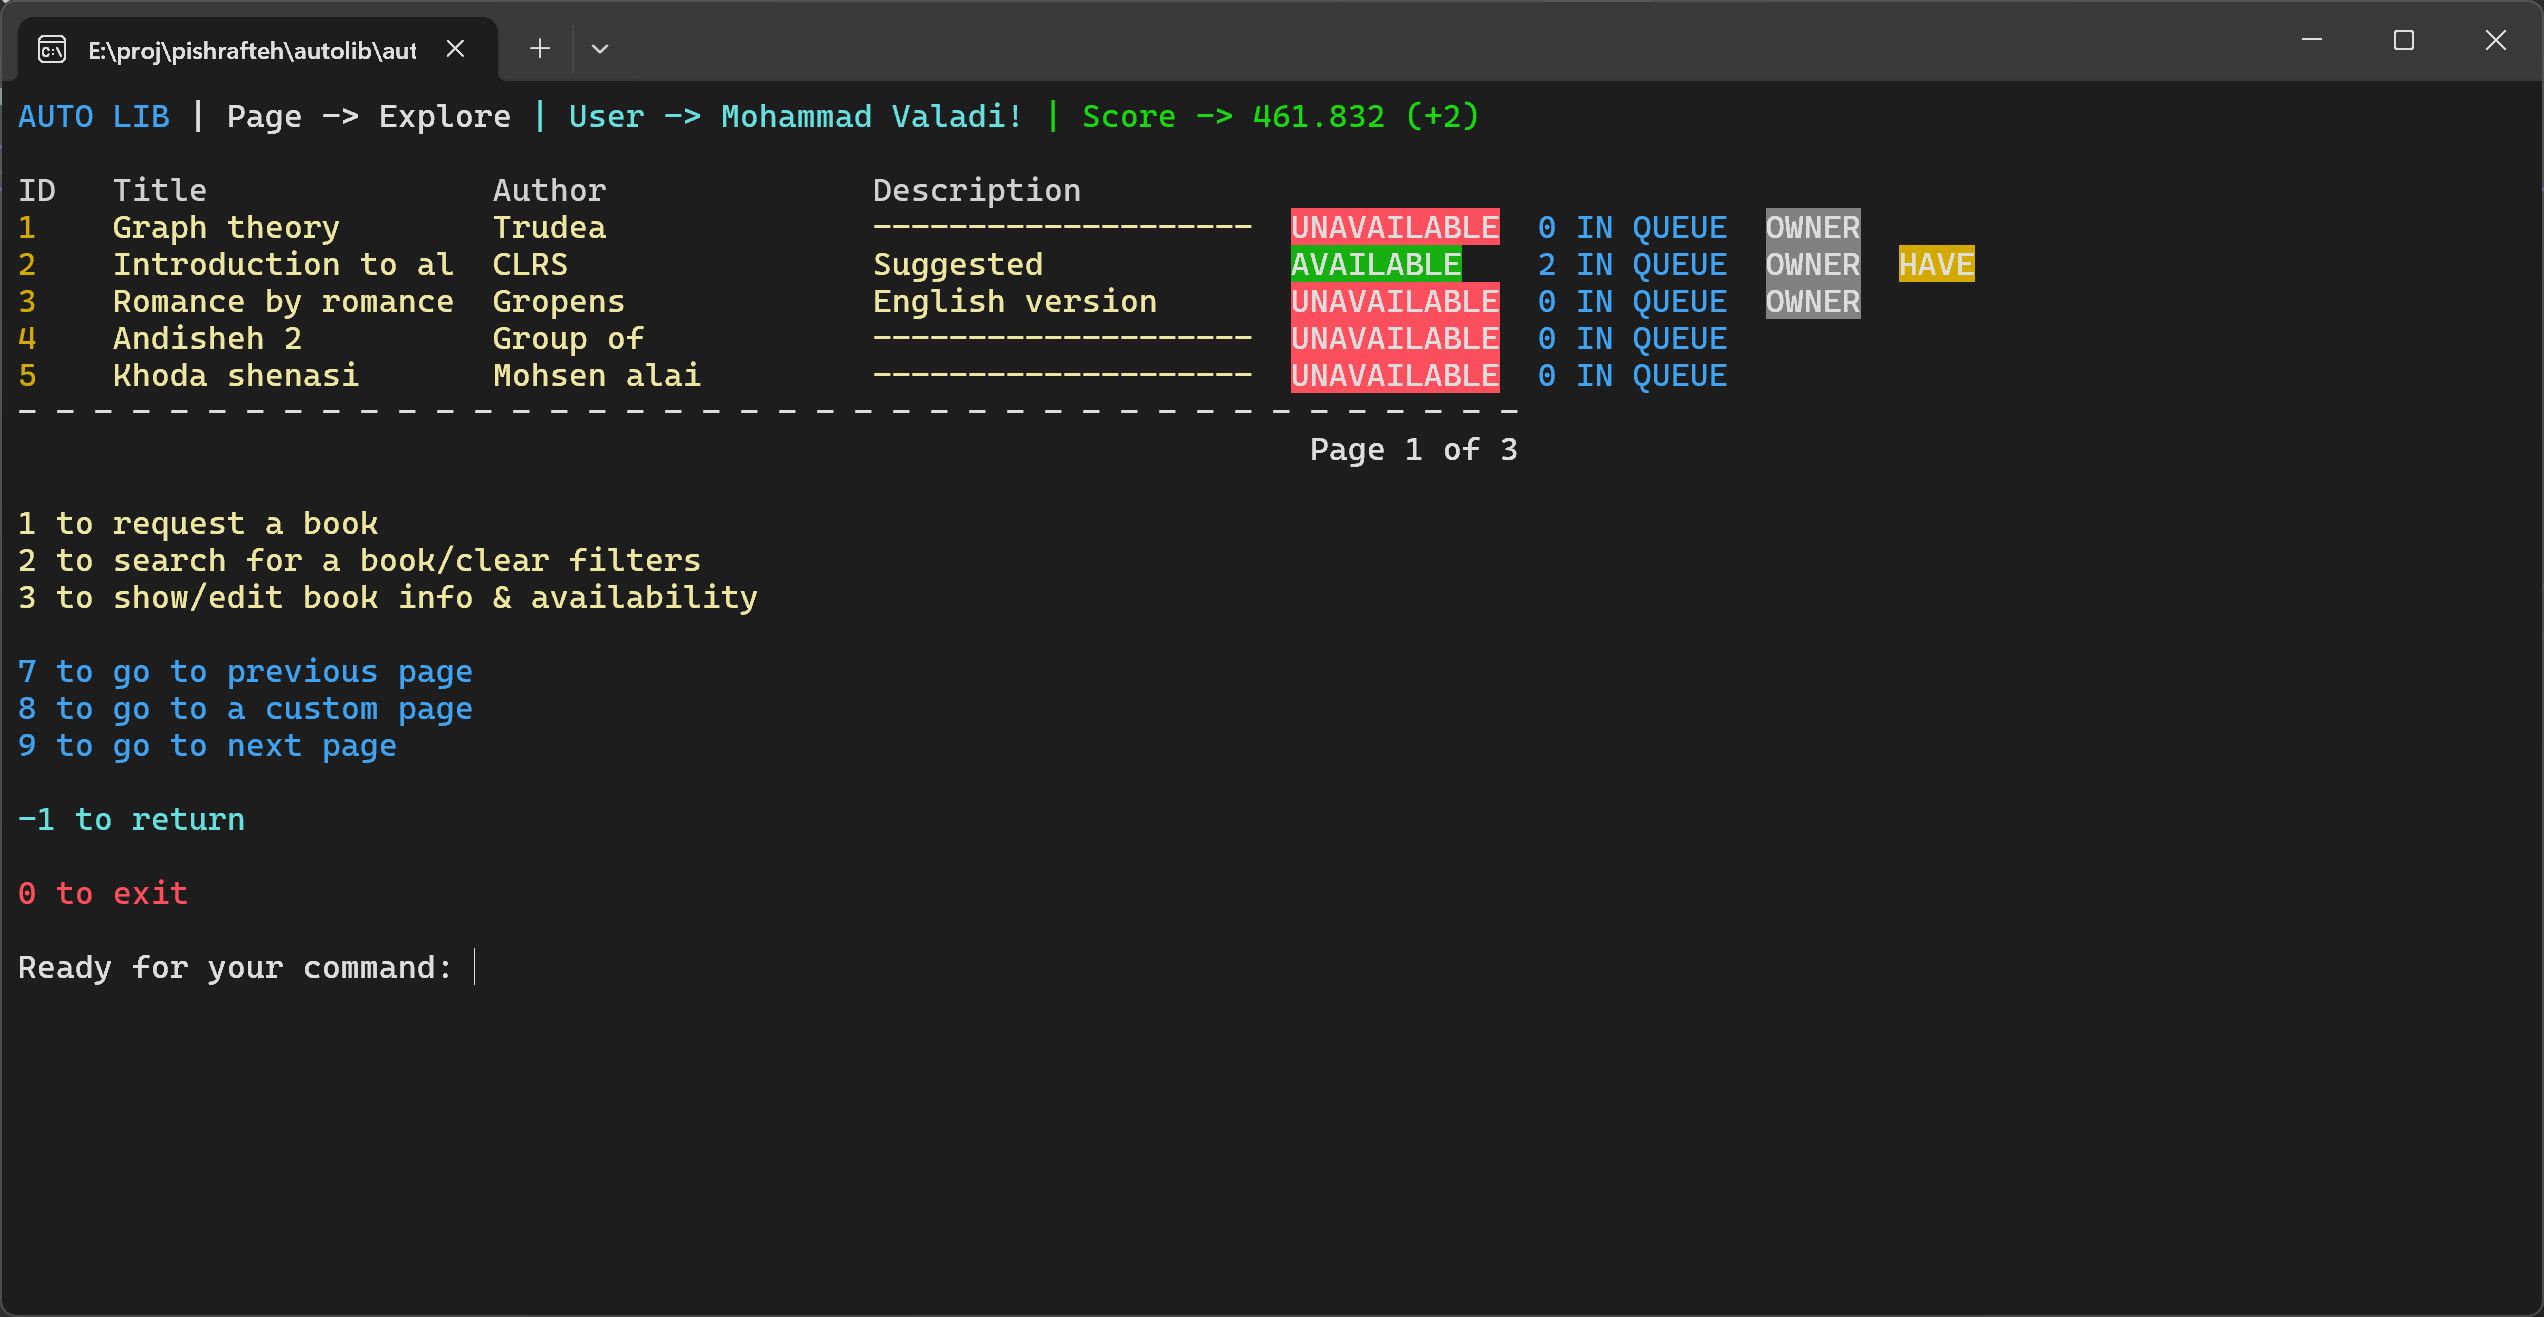 E:\proj\pishrafteh\autolib\aut
AUTO LIB | Page -> Explore | User -> Mohammad Valadi! | Score -> 461.832 (+2)
ID Title Author Description
1 Graph theory Trudea -------------------- UNAVAILABLE 0 IN QUEUE OWNER
2 Introduction to al CLRS Suggested AVAILABLE 2 IN QUEUE OWNER HAVE
3 Romance by romance Gropens English version UNAVAILABLE 0 IN QUEUE OWNER
4 Andisheh 2 Group of -------------------- UNAVAILABLE 0 IN QUEUE
5 Khoda shenasi Mohsen alai -------------------- UNAVAILABLE 0 IN QUEUE
- - - - - - - - - - - - - - - - - - - - - - - - - - - - - - - - - - - - - - - -
Page 1 of 3
1 to request a book
2 to search for a book/clear filters
3 to show/edit book info & availability
7 to go to previous page
8 to go to a custom page
9 to go to next page
-1 to return
0 to exit
Ready for your command: